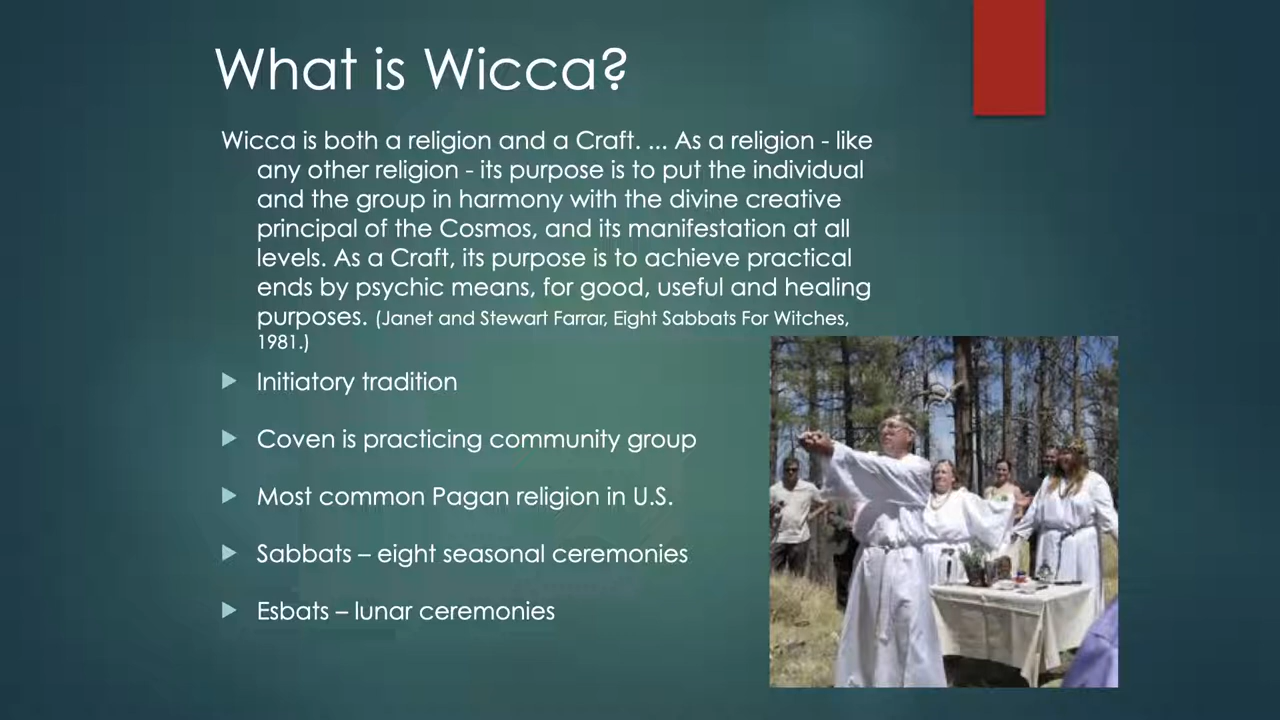 What is Wicca?
Wicca is both a religion and a Craft. ... As a religion - like
any other religion - its purpose is to put the individual
and the group in harmony with the divine creative
principal of the Cosmos, and its manifestation at all
levels. As a Craft, its purpose is to achieve practical
ends by psychic means, for good, useful and healing
purposes. (Janet and Stewart Farrar, Eight Sabbats For Witches,
1981.)
Initiatory tradition
Coven is practicing community group
Most common Pagan religion in U.S.
Sabbats – eight seasonal ceremonies
Esbats – lunar ceremonies